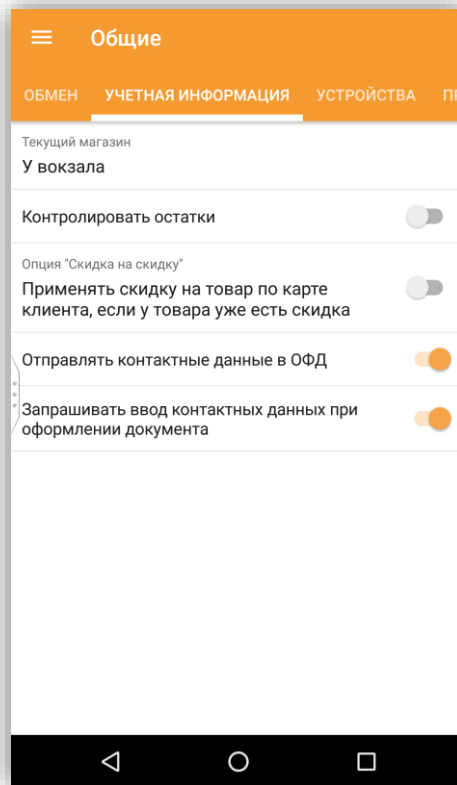 Общие
ОБМЕН УЧЕТНАЯ ИНФОРМАЦИЯ УСТРОЙСТВА
Текущий магазин
У вокзала
Контролировать остатки
Опция "Скидка на скидку"
Применять скидку на товар по карте
клиента, если у товара уже есть скидка
Отправлять контактные данные в ОФД
Запрашивать ввод контактных данных при
оформлении документа